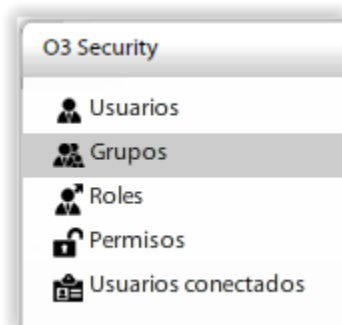 O3 Security
Usuarios
Grupos
Roles
Permisos
Usuarios conectados